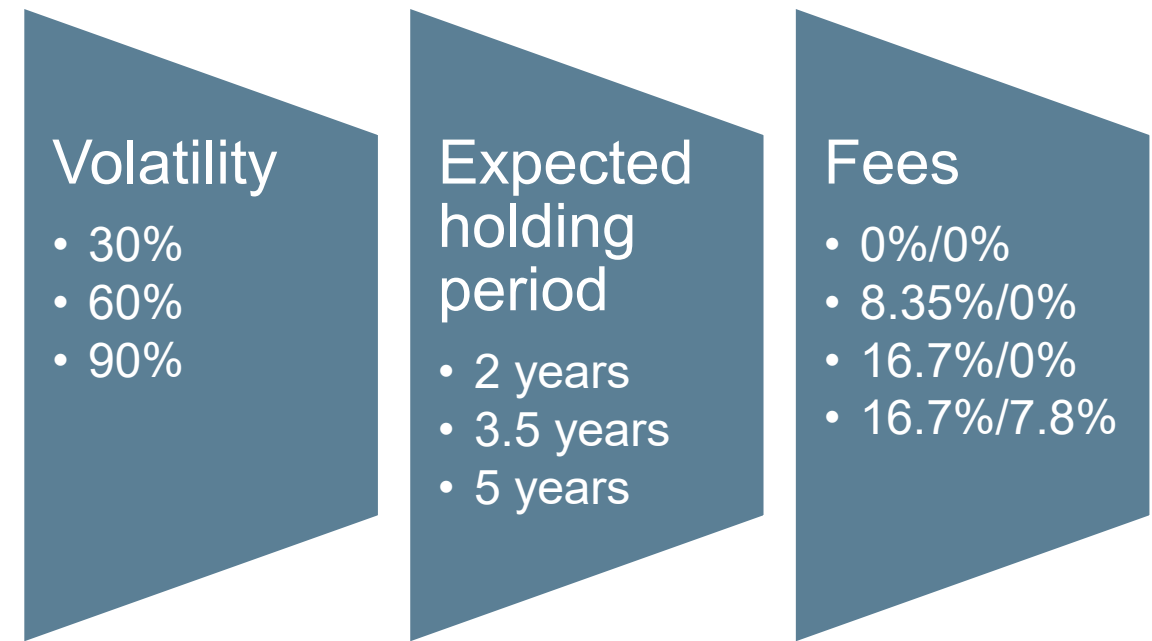 Volatility
• 30%
• 60%
• 90%
Expected
holding
period
• 2 years
• 3.5 years
• 5 years
Fees
• 0%/0%
• 8.35%/0%
• 16.7%/0%
• 16.7%/7.8%